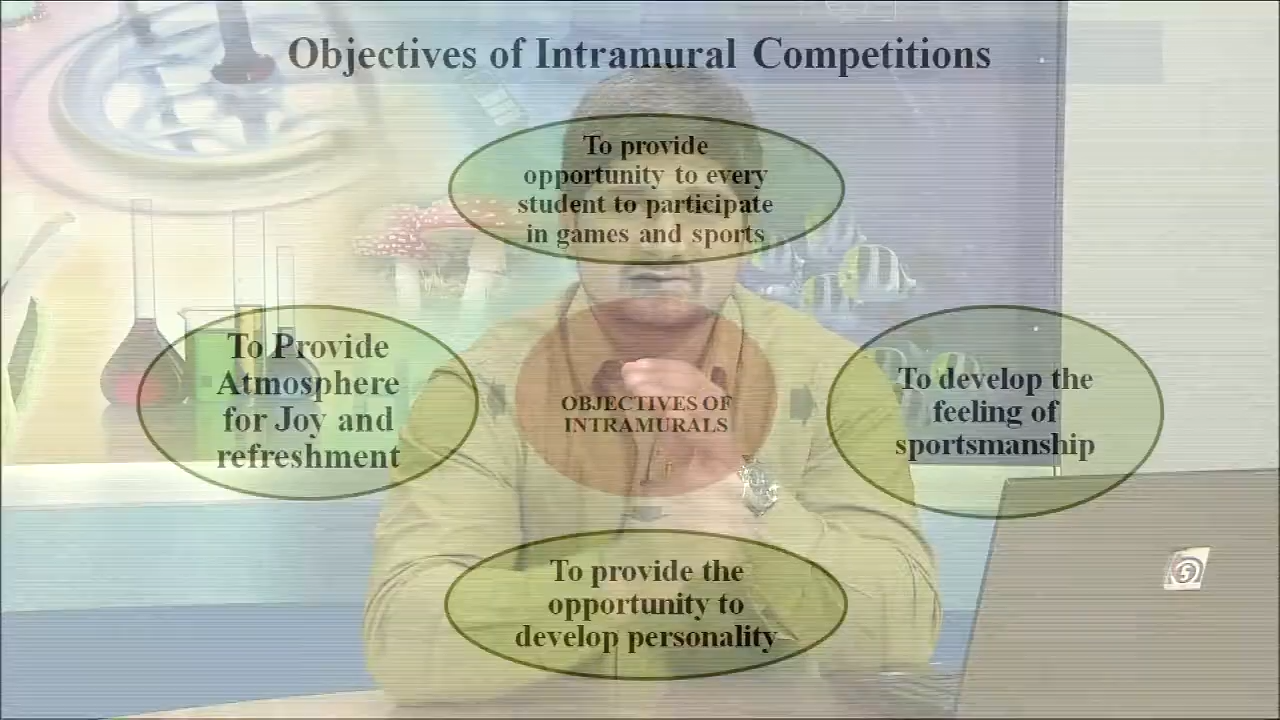 Objectives of Intramural Competitions
To provide
opportunity to every
student to participate
in games and sports
To Provide
Atmosphere
for Joy and
refreshment
OBJECTIVES OF
INTRAMURALS
To develop the
feeling of
sportsmanship
To provide the
opportunity to
develop personality